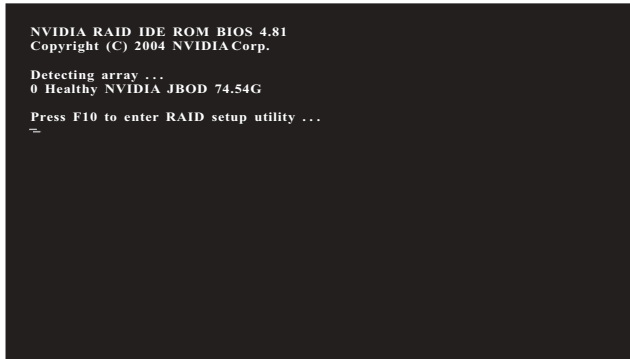 NVIDIA RAID IDE ROM BIOS 4.81
Copyright (C) 2004 NVIDIA Corp.
Detecting array ...
0 Healthy NVIDIA JBOD 74.54G
Press F10 to enter RAID setup utility ...